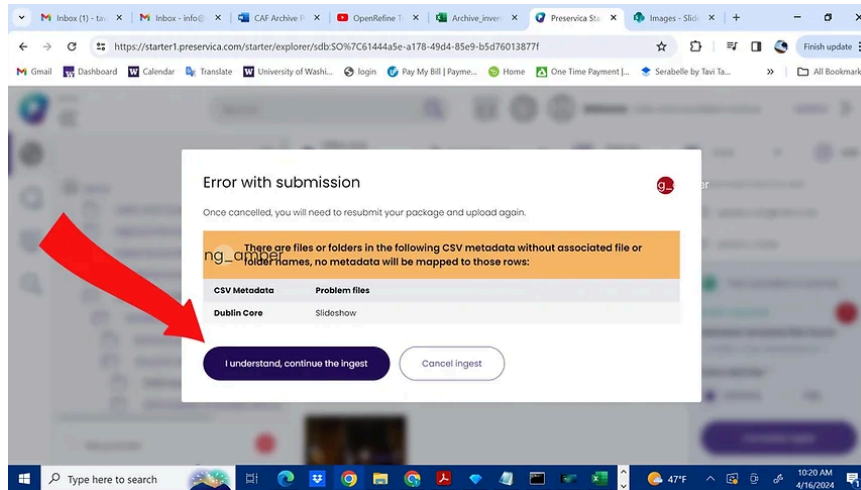 Inbox (1) - tav
Inbox - info@
CAF Archive P
OpenRefine T
Archive_inven
Preservica Sta
Images - Slid
https://starter1.preservica.com/starter/explorer/sdb:SO%7C61444a5e-a178-49d4-85e9-b5d76013877f
Finish update
Gmail
Dashboard
Calendar
Translate
University of Washi...
login
Pay My Bill | Payme...
Home
One Time Payment |...
Serabelle by Tavi Ta...
All Bookmark
Error with submission
Once cancelled, you will need to resubmit your package and upload again.
There are files or folders in the following CSV metadata without associated file or
ng_amber
folder names, no metadata will be mapped to those rows:
CSV Metadata
Problem files
Dublin Core
Slideshow
I understand, continue the ingest
Cancel ingest
Type here to search
47°F
10:20 AM
4/16/2024